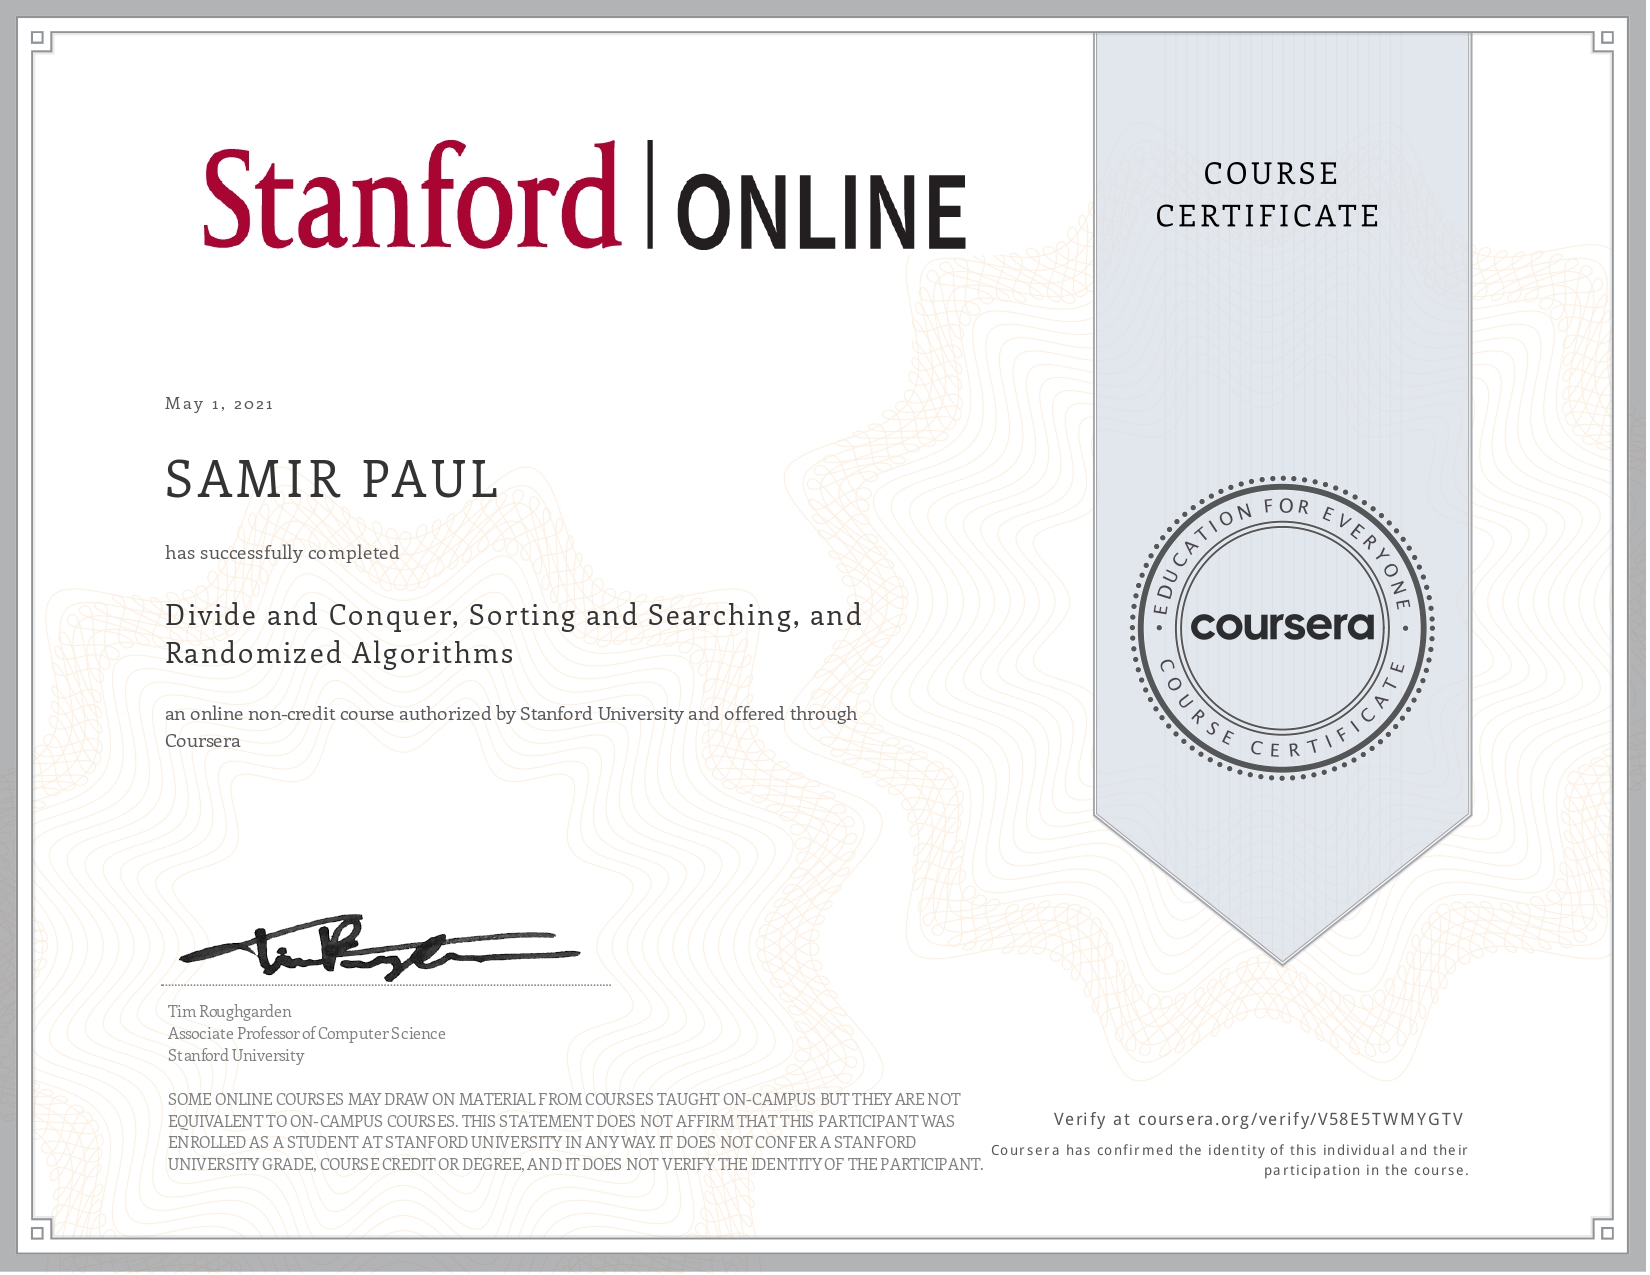 Stanford | ONLINE
COURSE
CERTIFICATE
May 1, 2021
SAMIR PAUL
has successfully completed
Divide and Conquer, Sorting and Searching, and
Randomized Algorithms
an online non-credit course authorized by Stanford University and offered through
Coursera
EDUCATION FOR EVERYONE
coursera
COURSE CERTIFICATE
Tim Roughgarden
Associate Professor of Computer Science
Stanford University
SOME ONLINE COURSES MAY DRAW ON MATERIAL FROM COURSES TAUGHT ON-CAMPUS BUT THEY ARE NOT
EQUIVALENT TO ON-CAMPUS COURSES. THIS STATEMENT DOES NOT AFFIRM THAT THIS PARTICIPANT WAS
ENROLLED AS A STUDENT AT STANFORD UNIVERSITY IN ANY WAY. IT DOES NOT CONFER A STANFORD
UNIVERSITY GRADE, COURSE CREDIT OR DEGREE, AND IT DOES NOT VERIFY THE IDENTITY OF THE PARTICIPANT.
Verify at coursera.org/verify/V58E5TWMYGTV
Coursera has confirmed the identity of this individual and their
participation in the course.